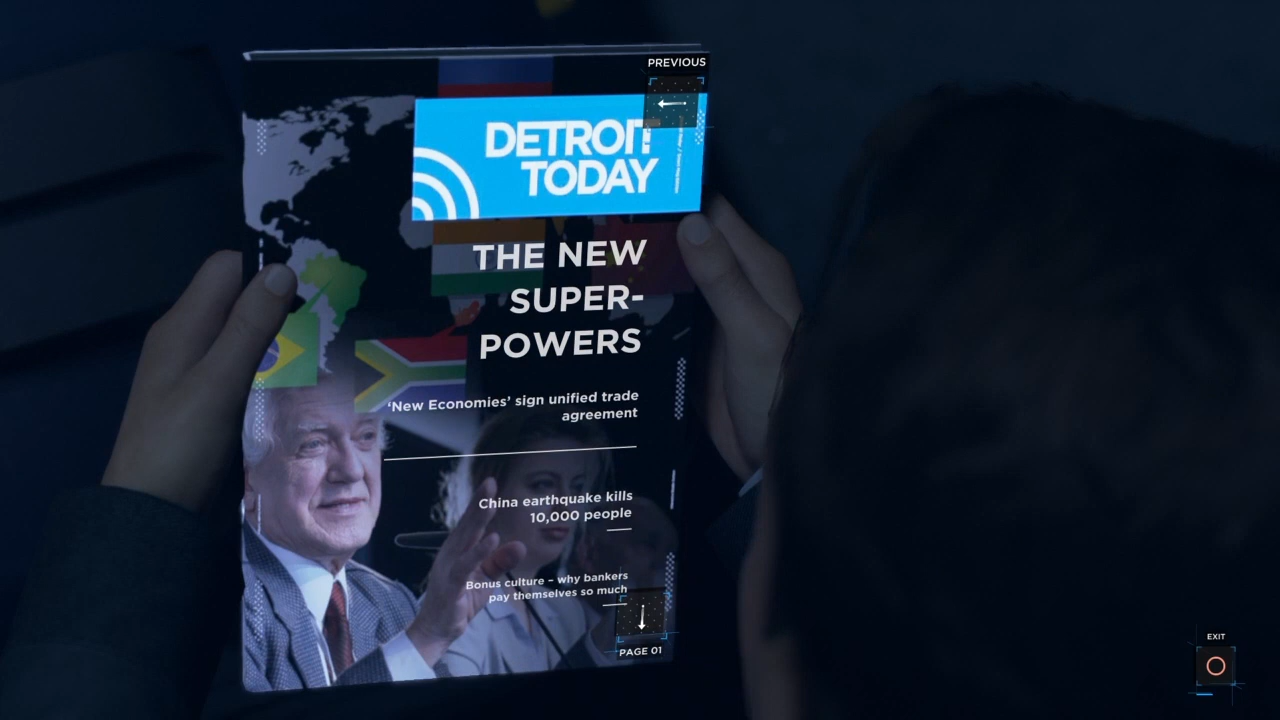 PREVIOUS
DETROIT
TODAY
THE NEW
SUPER-
POWERS
'New Economies' sign unified trade
agreement
China earthquake kills
10,000 people
Bonus culture – why bankers
pay themselves so much
PAGE 01
EXIT